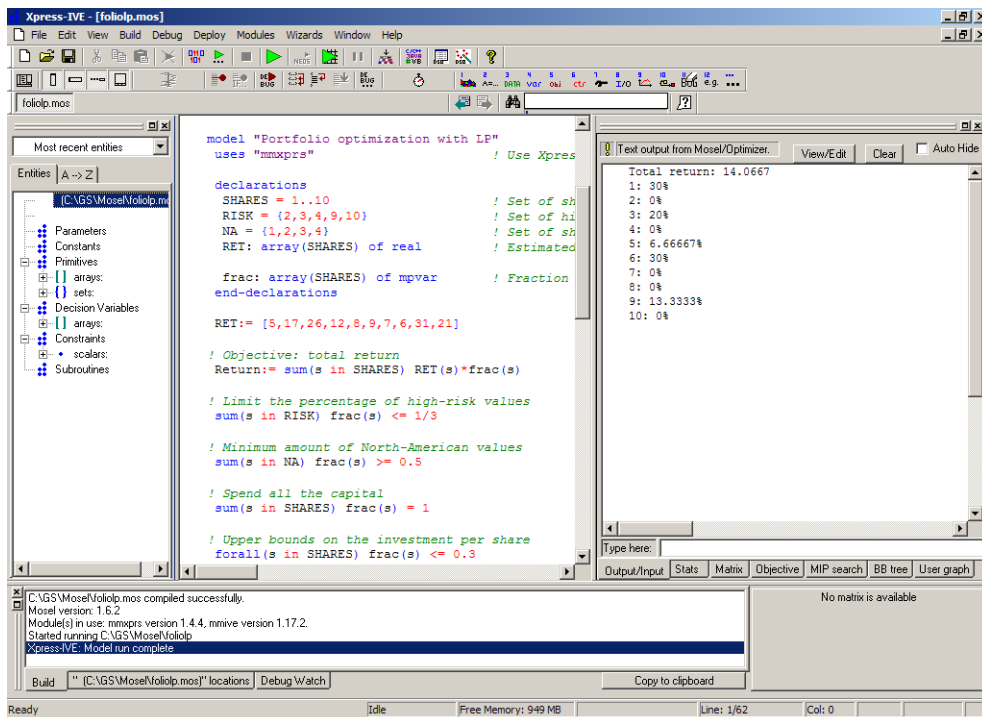 Xpress-IVE - [foliolp.mos]
File Edit View Build Debug Deploy Modules Wizards Window Help
foliolp.mos
Most recent entities
Entities A --> Z
(C:\GS\Mosel\foliolp.mo
Parameters
Constants
Primitives
[] arrays:
{} sets:
Decision Variables
[] arrays:
Constraints
scalars:
Subroutines
model "Portfolio optimization with LP"
uses "mmxprs" ! Use Xpres
declarations
SHARES = 1..10 ! Set of sh
RISK = {2,3,4,9,10} ! Set of hi
NA = {1,2,3,4} ! Set of sh
RET: array(SHARES) of real ! Estimated
frac: array(SHARES) of mpvar ! Fraction
end-declarations
RET:= [5,17,26,12,8,9,7,6,31,21]
! Objective: total return
Return:= sum(s in SHARES) RET(s)*frac(s)
! Limit the percentage of high-risk values
sum(s in RISK) frac(s) <= 1/3
! Minimum amount of North-American values
sum(s in NA) frac(s) >= 0.5
! Spend all the capital
sum(s in SHARES) frac(s) = 1
! Upper bounds on the investment per share
forall(s in SHARES) frac(s) <= 0.3
Text output from Mosel/Optimizer. View/Edit Clear Auto Hide
Total return: 14.0667
1: 30%
2: 0%
3: 20%
4: 0%
5: 6.66667%
6: 30%
7: 0%
8: 0%
9: 13.3333%
10: 0%
Type here:
Output/Input Stats Matrix Objective MIP search BB tree User graph
C:\GS\Mosel\foliolp.mos compiled successfully.
Mosel version: 1.6.2
Module(s) in use: mmxprs version 1.4.4, mmive version 1.17.2.
Started running C:\GS\Mosel\foliolp
Xpress-IVE: Model run complete
Build " (C:\GS\Mosel\foliolp.mos)" locations Debug Watch Copy to clipboard
No matrix is available
Ready Idle Free Memory: 949 MB Line: 1/62 Col: 0